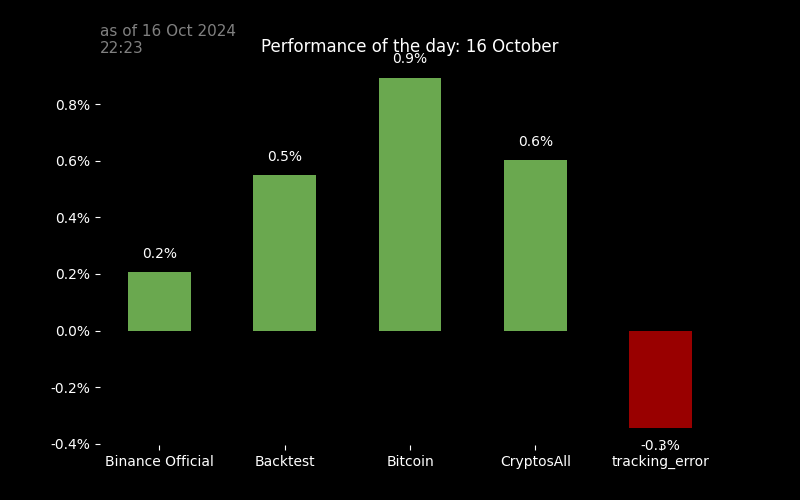 as of 16 Oct 2024
22:23
Performance of the day: 16 October
0.9%
0.8%
0.6%
0.6%
0.5%
0.4%
0.2%
0.2%
0.0%
-0.2%
-0.4%
-0.3%
Binance Official
Backtest
Bitcoin
CryptosAll
tracking_error